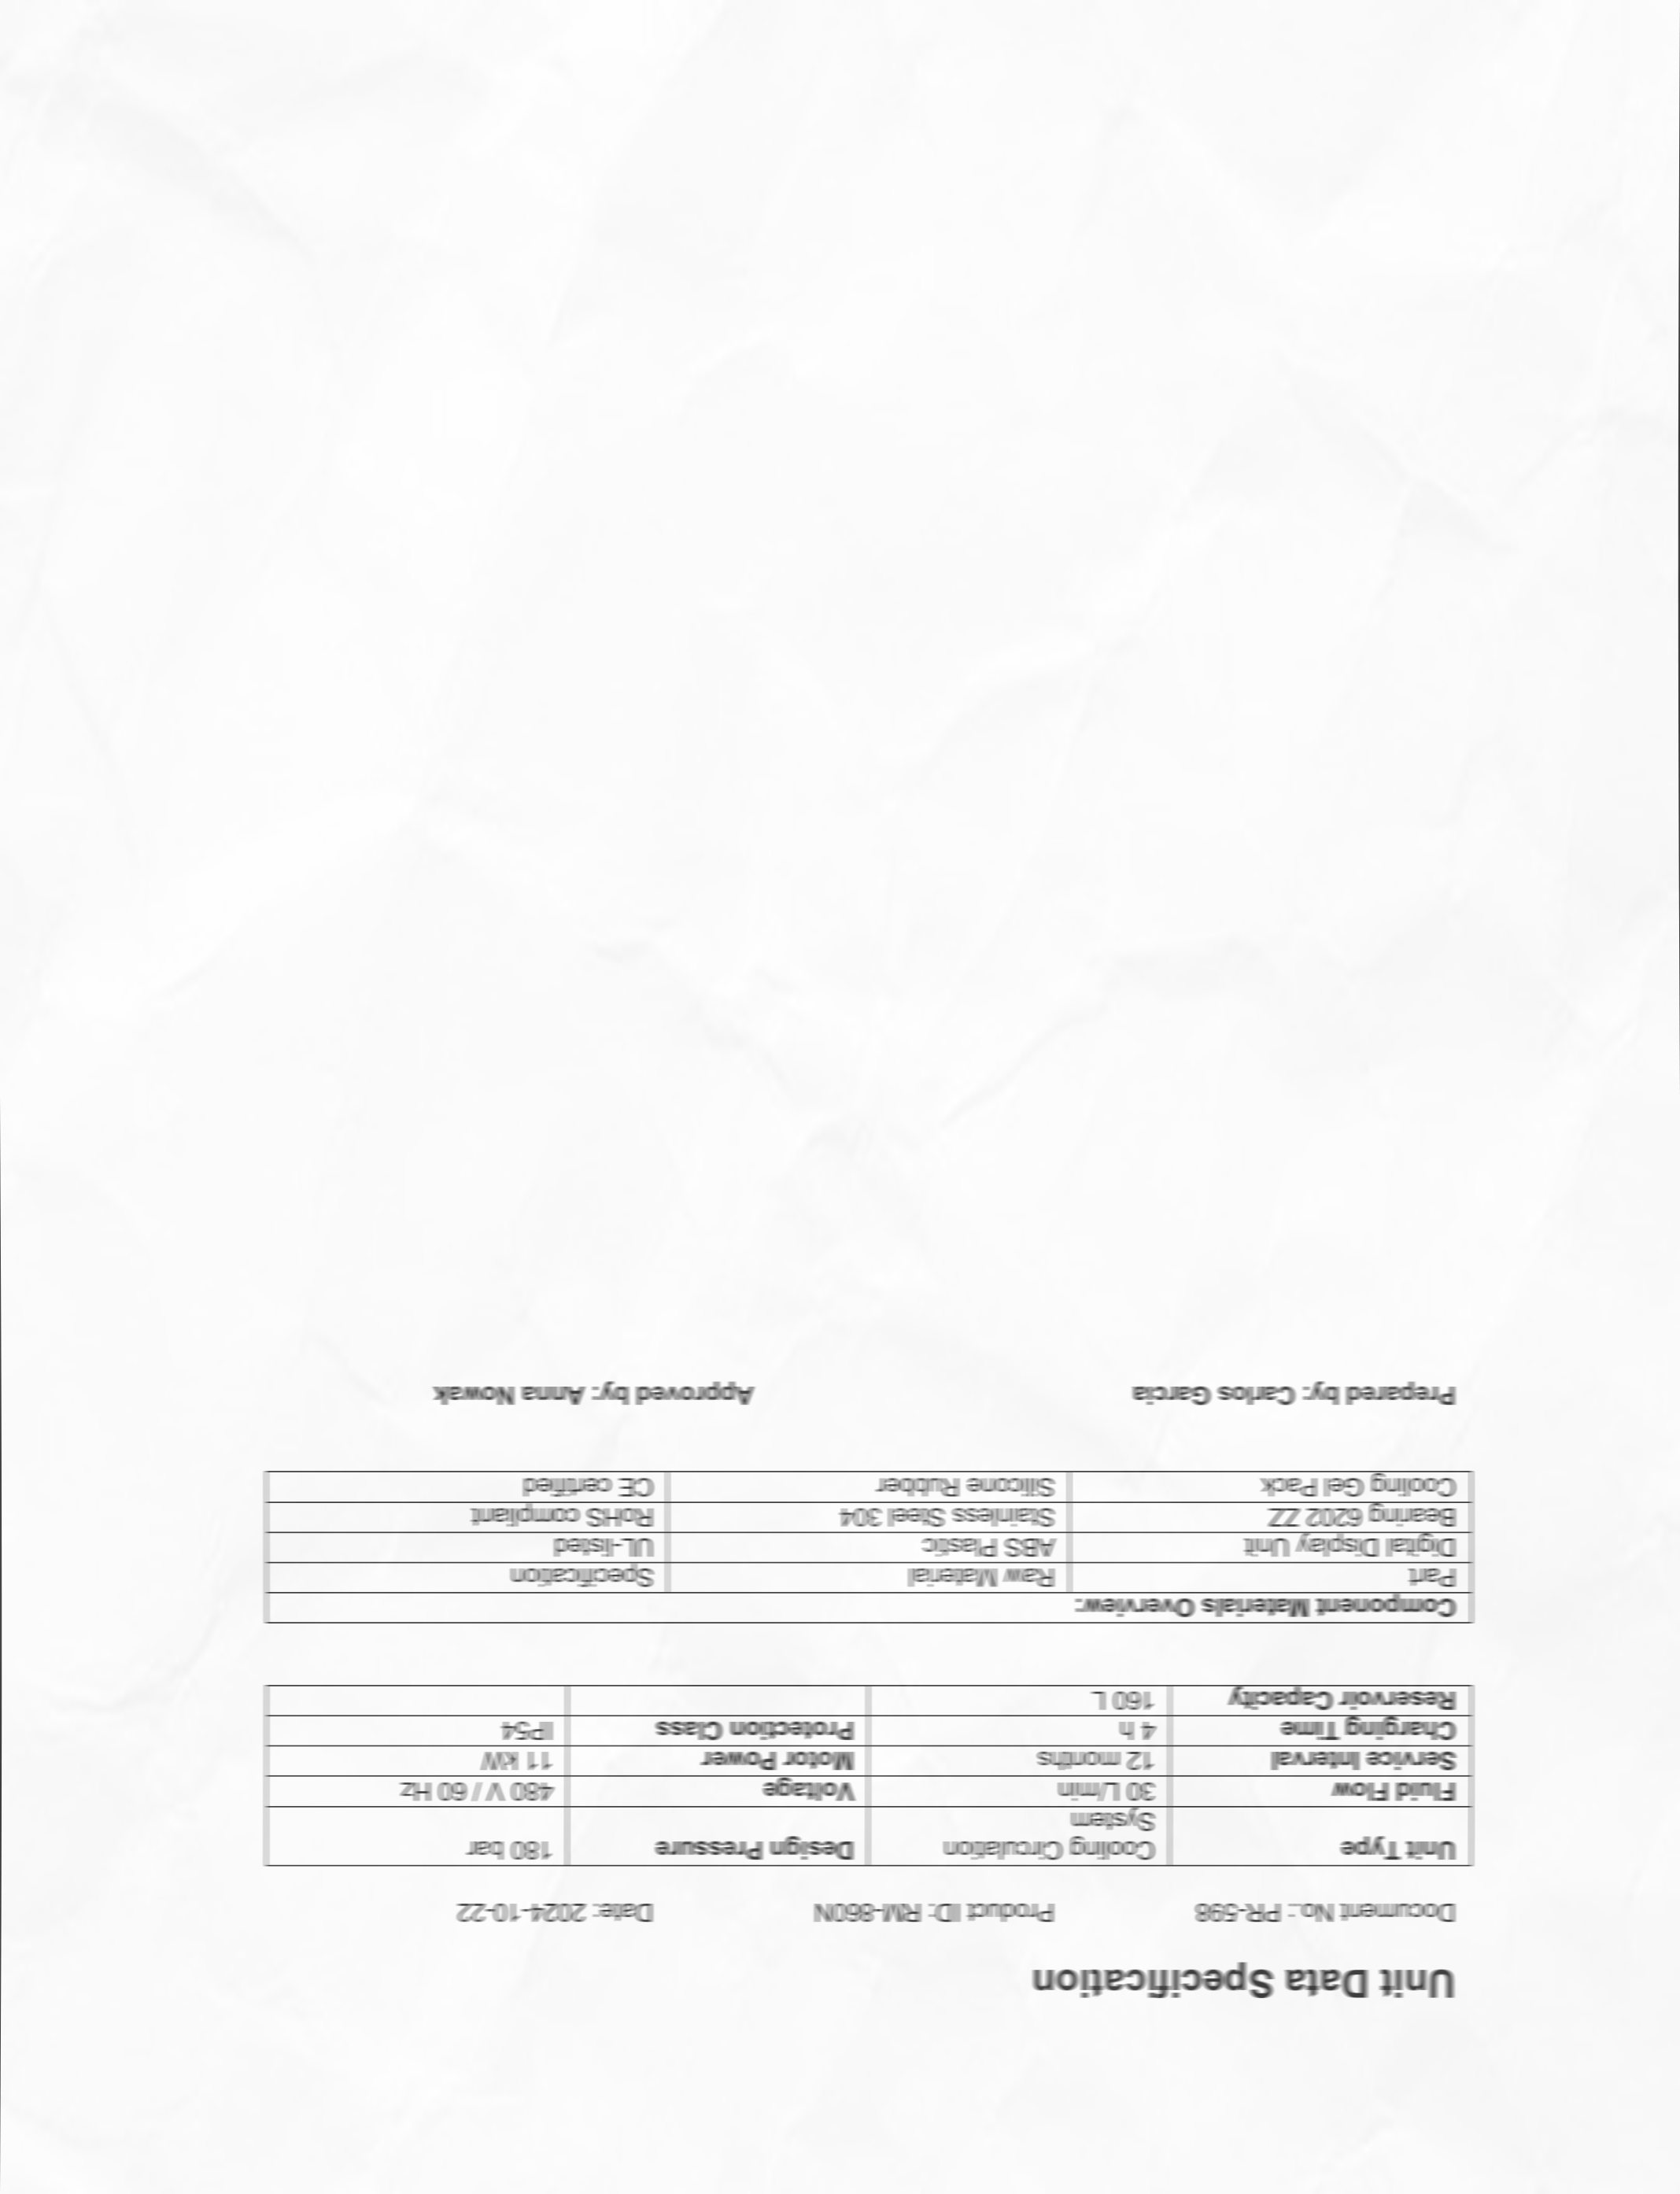 Unit Data Specification
Document No.: PR-598 Product ID: RM-860N Date: 2024-10-22
Unit Type Cooling Circulation System Design Pressure 180 bar
Fluid Flow 30 L/min Voltage 480 V / 60 Hz
Service Interval 12 months Motor Power 11 kW
Charging Time 4 h Protection Class IP54
Reservoir Capacity 160 L
Component Materials Overview:
Part Raw Material Specification
Digital Display Unit ABS Plastic UL-listed
Bearing 6202 ZZ Stainless Steel 304 RoHS compliant
Cooling Gel Pack Silicone Rubber CE certified
Prepared by: Carlos Garcia Approved by: Anna Nowak